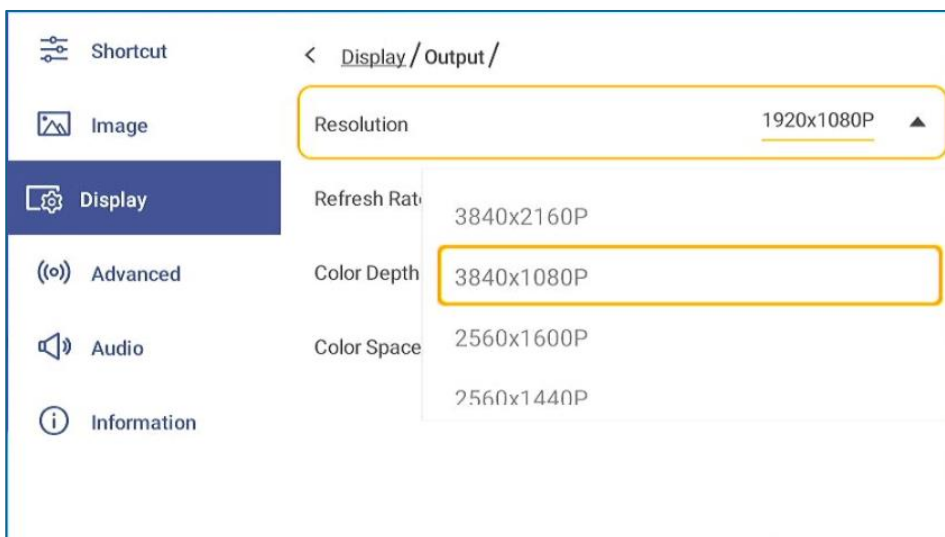 Shortcut
Image
Display
Advanced
Audio
Information
< Display / Output /
Resolution 1920x1080P
Refresh Rat
Color Depth
Color Space
3840x2160P
3840x1080P
2560x1600P
2560x1440P